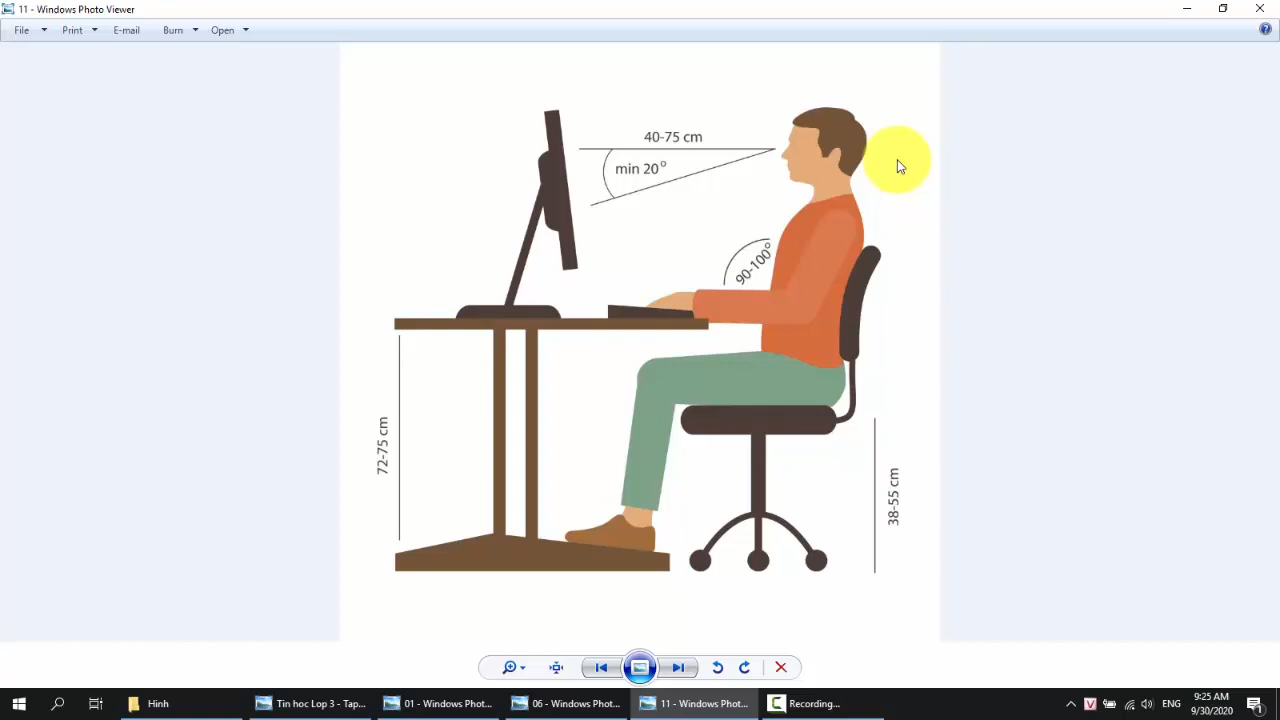 11 - Windows Photo Viewer
File Print E-mail Burn Open
40-75 cm
min 20°
90-100°
72-75 cm
38-55 cm
Hinh
Tin hoc Lop 3 - Tap...
01 - Windows Phot...
06 - Windows Phot...
11 - Windows Phot...
Recording...
V
ENG
9:25 AM
9/30/2020
1